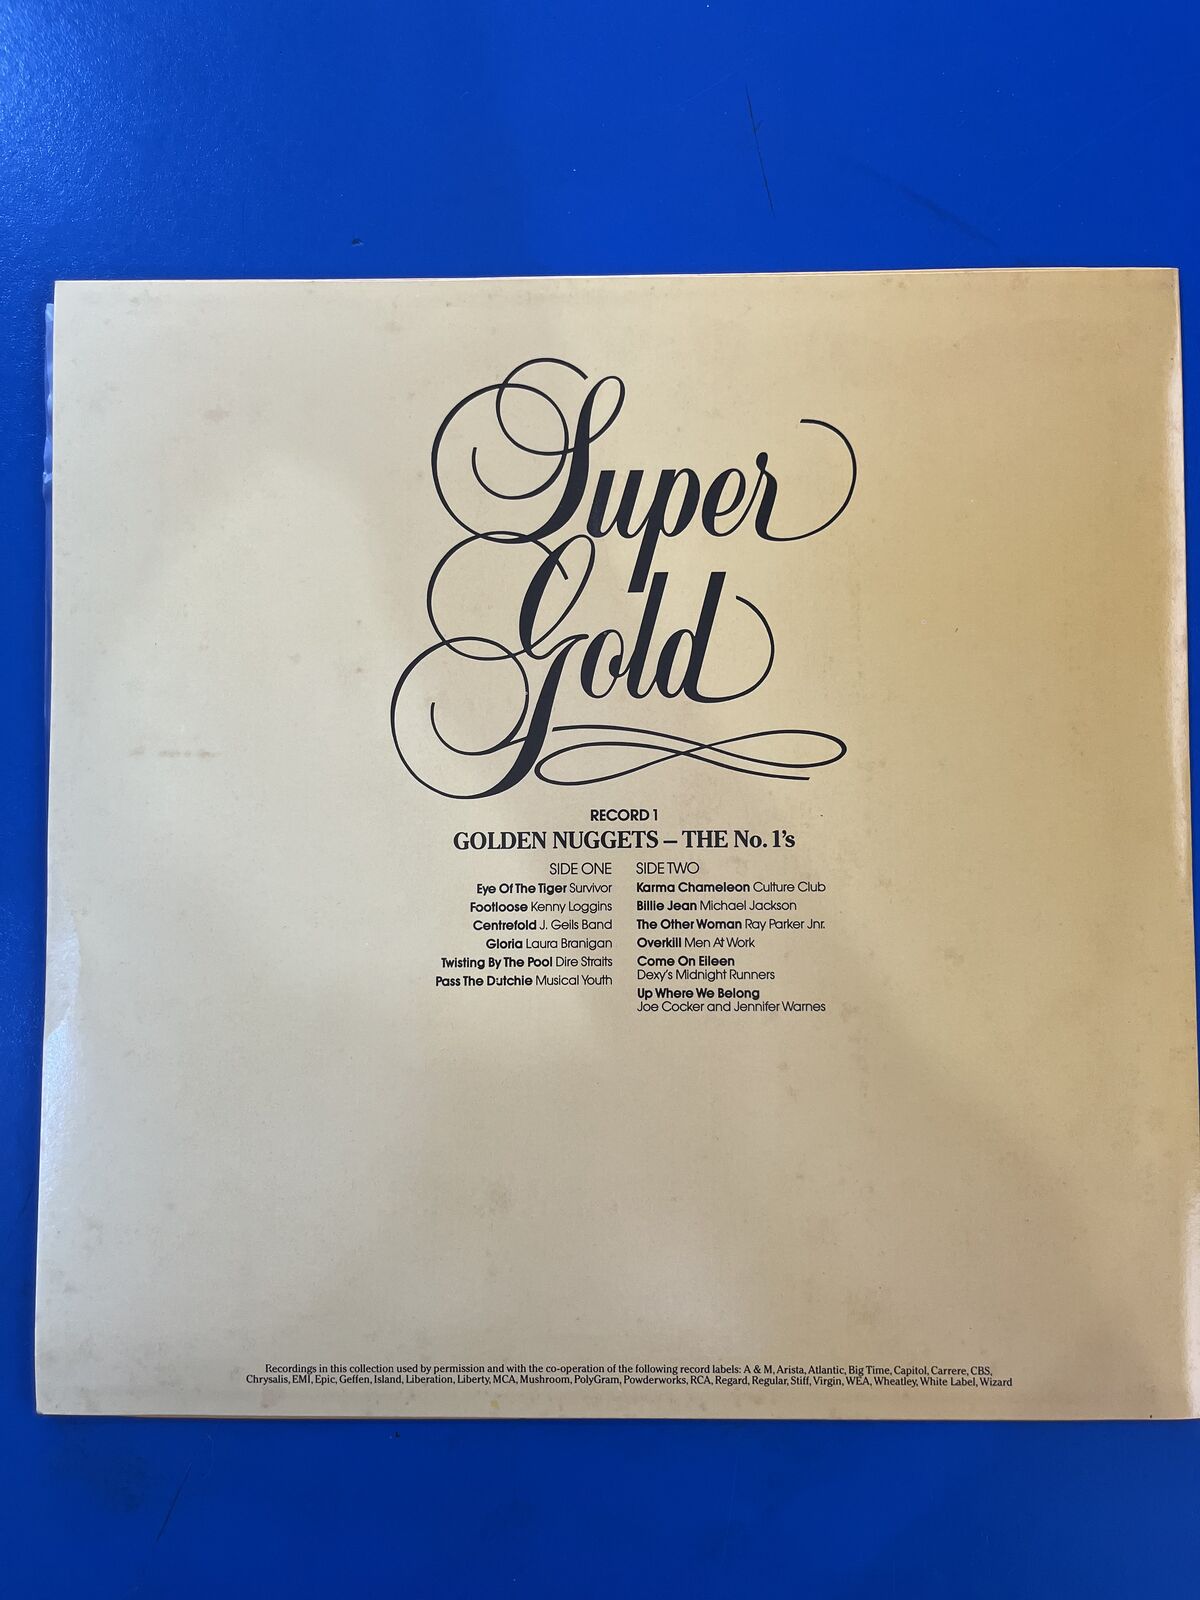 Super
Gold
RECORD 1
GOLDEN NUGGETS – THE No. 1's
SIDE ONE
Eye Of The Tiger Survivor
Footloose Kenny Loggins
Centrefold J. Geils Band
Gloria Laura Branigan
Twisting By The Pool Dire Straits
Pass The Dutchie Musical Youth
SIDE TWO
Karma Chameleon Culture Club
Billie Jean Michael Jackson
The Other Woman Ray Parker Jnr.
Overkill Men At Work
Come On Eileen
Dexy's Midnight Runners
Up Where We Belong
Joe Cocker and Jennifer Warnes
Recordings in this collection used by permission and with the co-operation of the following record labels: A & M, Arista, Atlantic, Big Time, Capitol, Carrere, CBS,
Chrysalis, EMI, Epic, Geffen, Island, Liberation, Liberty, MCA, Mushroom, PolyGram, Powderworks, RCA, Regard, Regular, Stiff, Virgin, WEA, Wheatley, White Label, Wizard